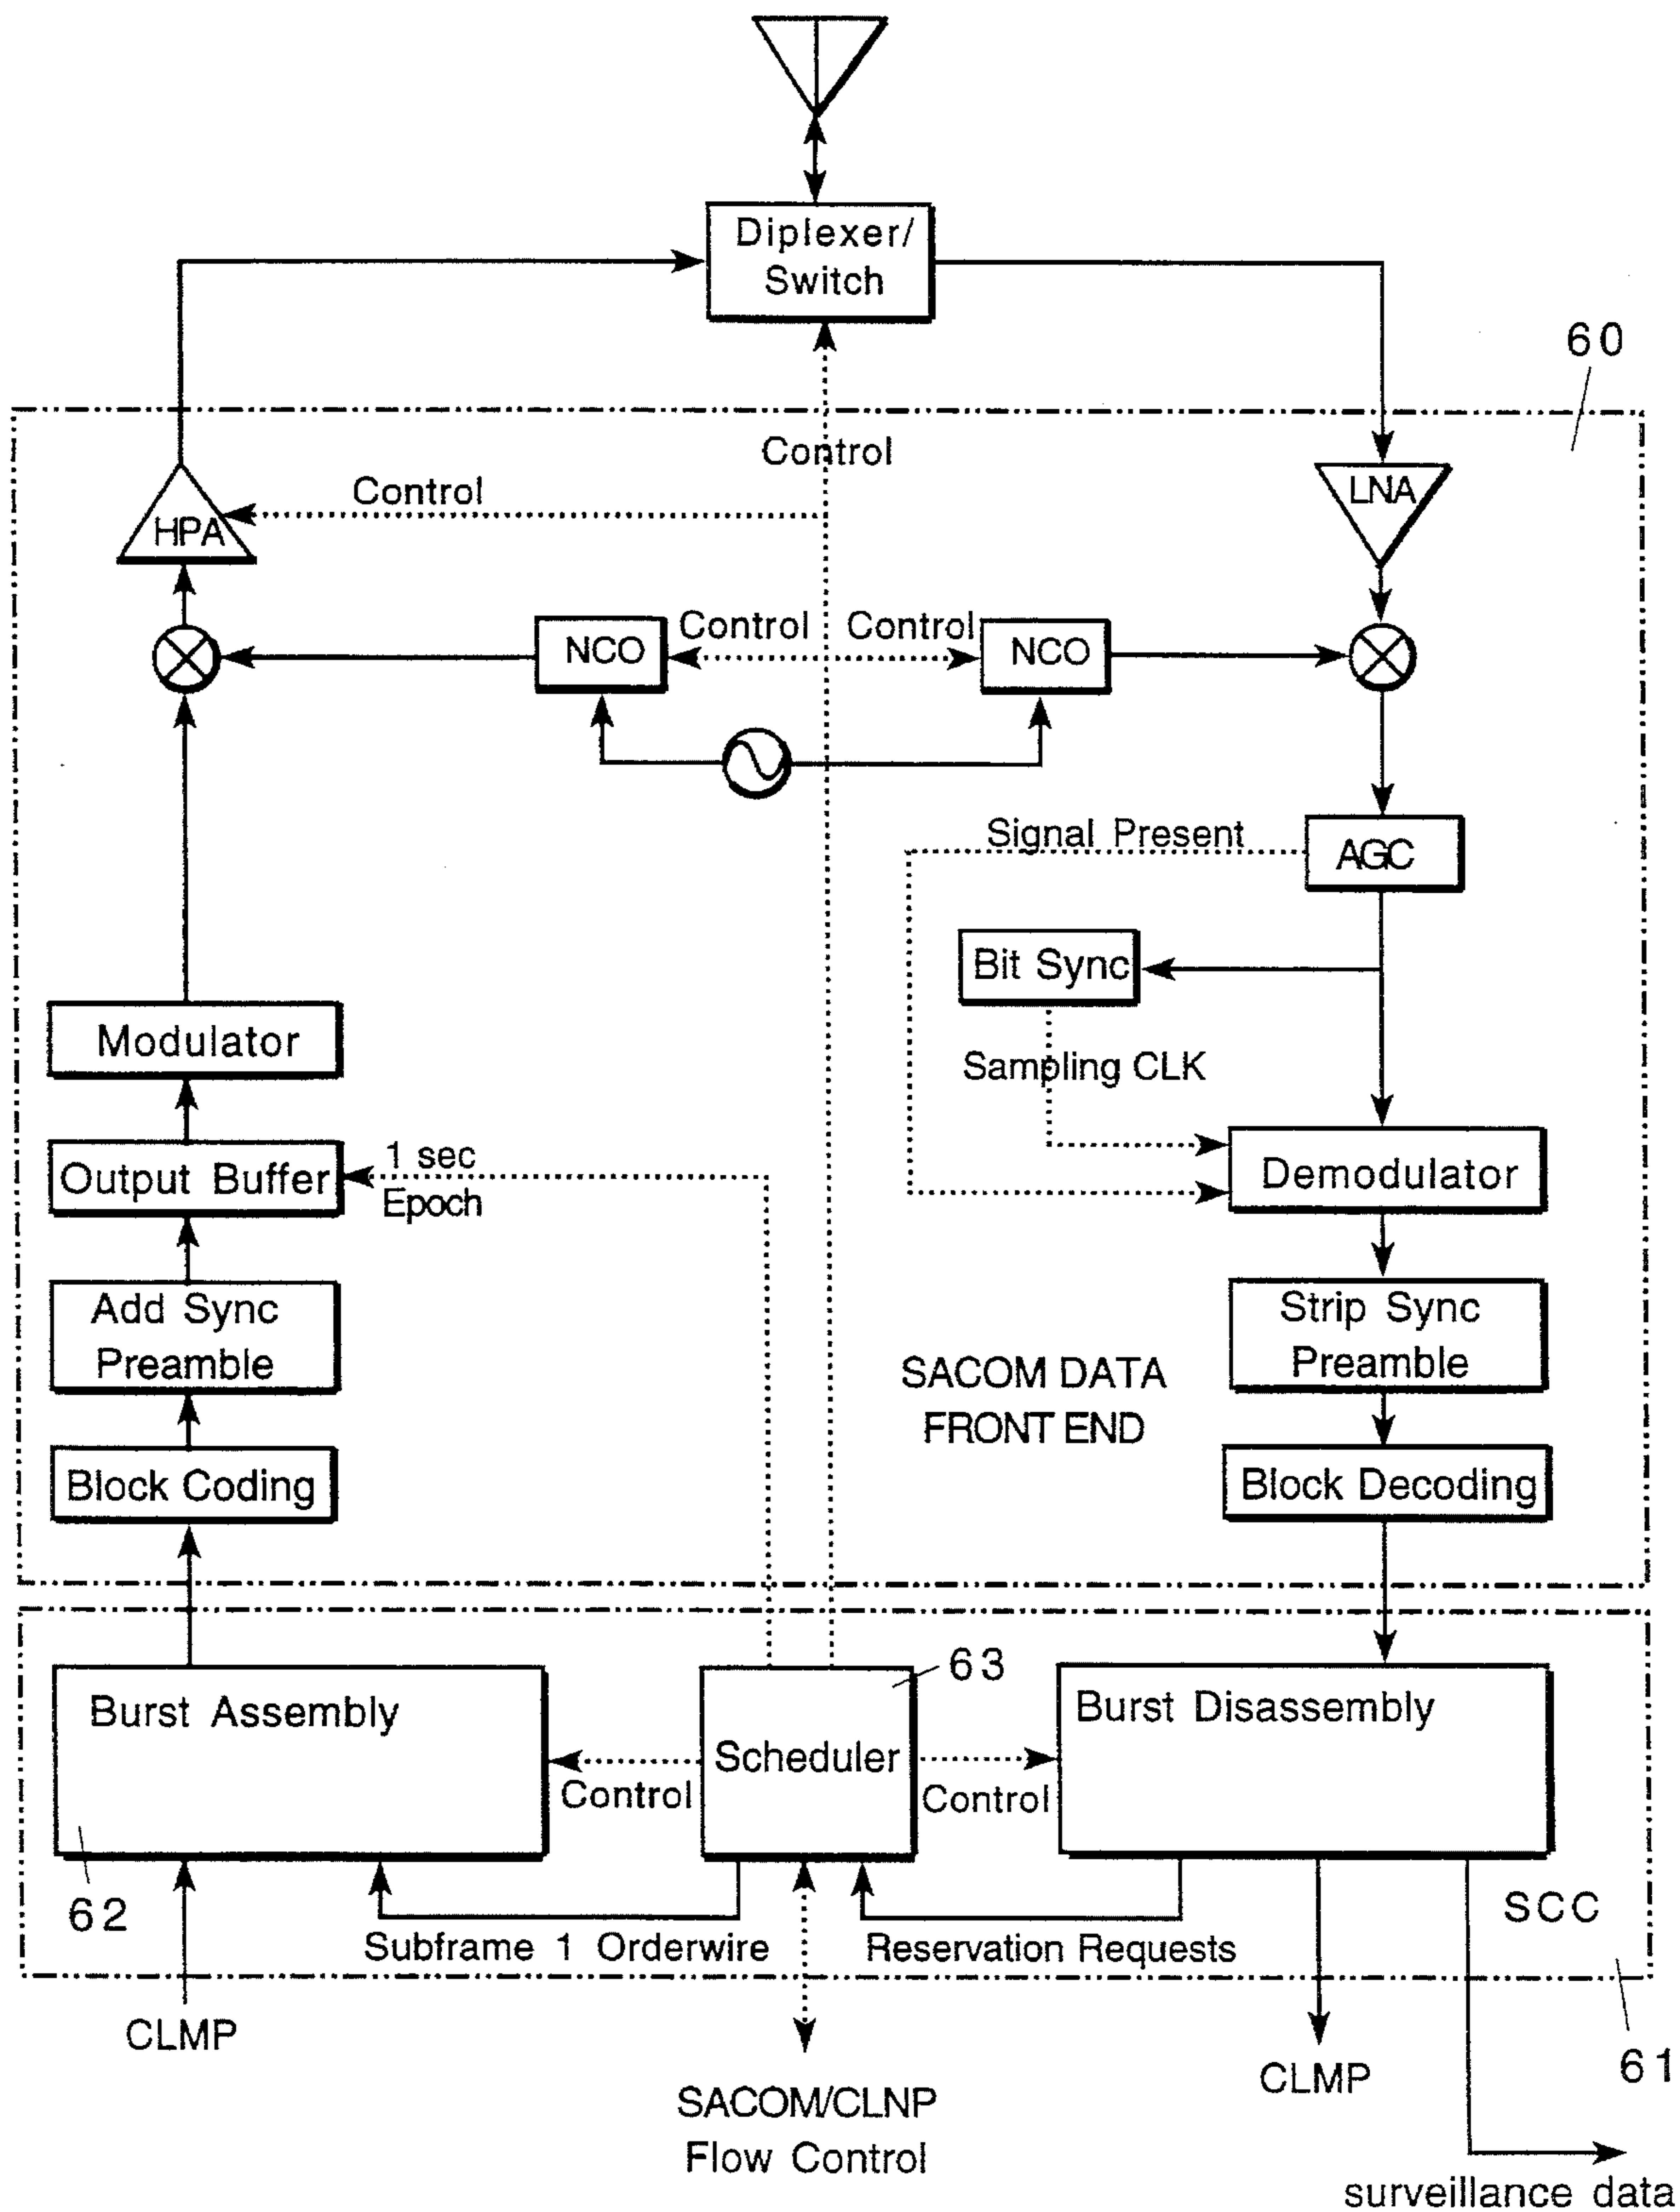 Diplexer/
Switch
60
Control
Control
HPA
LNA
NCO
Control
Control
NCO
Signal Present
AGC
Bit Sync
Sampling CLK
Modulator
Output Buffer
1 sec
Epoch
Demodulator
Add Sync
Preamble
Strip Sync
Preamble
SACOM DATA
FRONT END
Block Coding
Block Decoding
63
Burst Assembly
Scheduler
Burst Disassembly
Control
Control
62
SCC
Subframe 1 Orderwire
Reservation Requests
CLMP
CLMP
61
SACOM/CLNP
Flow Control
surveillance data